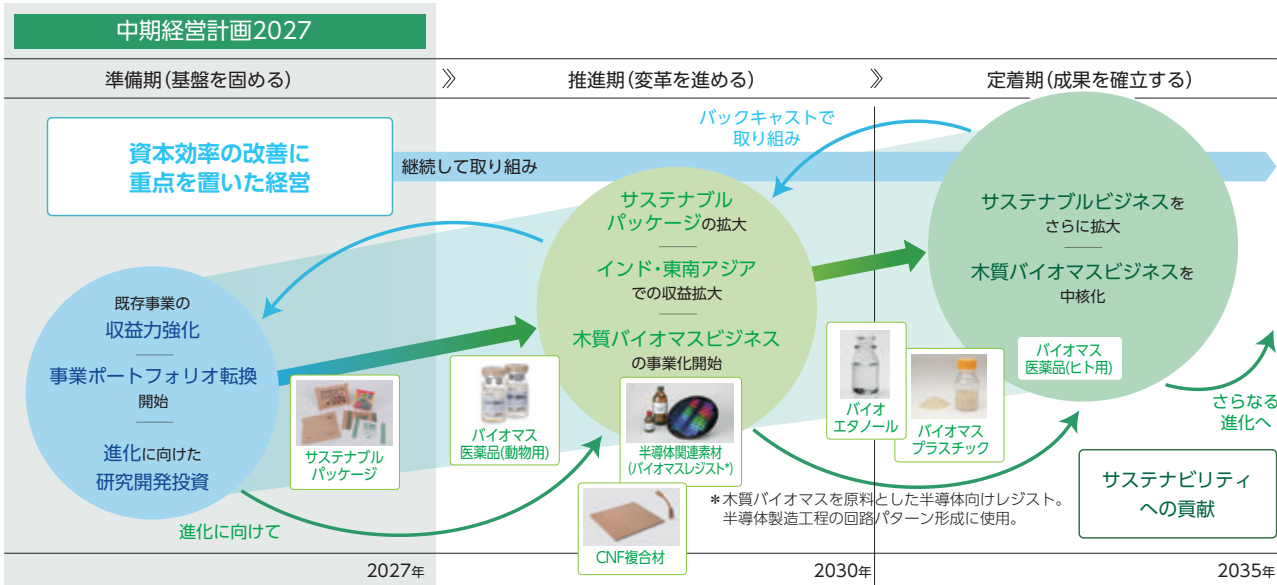 中期経営計画2027
準備期（基盤を固める）
》
推進期（変革を進める）
》
定着期（成果を確立する）
資本効率の改善に
重点を置いた経営
継続して取り組み
バックキャストで
取り組み
既存事業の
収益力強化
事業ポートフォリオ転換
開始
進化に向けた
研究開発投資
サステナブル
パッケージの拡大
インド・東南アジア
での収益拡大
木質バイオマスビジネス
の事業化開始
サステナブルビジネスを
さらに拡大
木質バイオマスビジネスを
中核化
サステナブル
パッケージ
バイオマス
医薬品(動物用)
半導体関連素材
(バイオマスレジスト*)
CNF複合材
バイオ
エタノール
バイオマス
プラスチック
バイオマス
医薬品(ヒト用)
進化に向けて
さらなる
進化へ
＊木質バイオマスを原料とした半導体向けレジスト。
半導体製造工程の回路パターン形成に使用。
サステナビリティ
への貢献
2027年
2030年
2035年